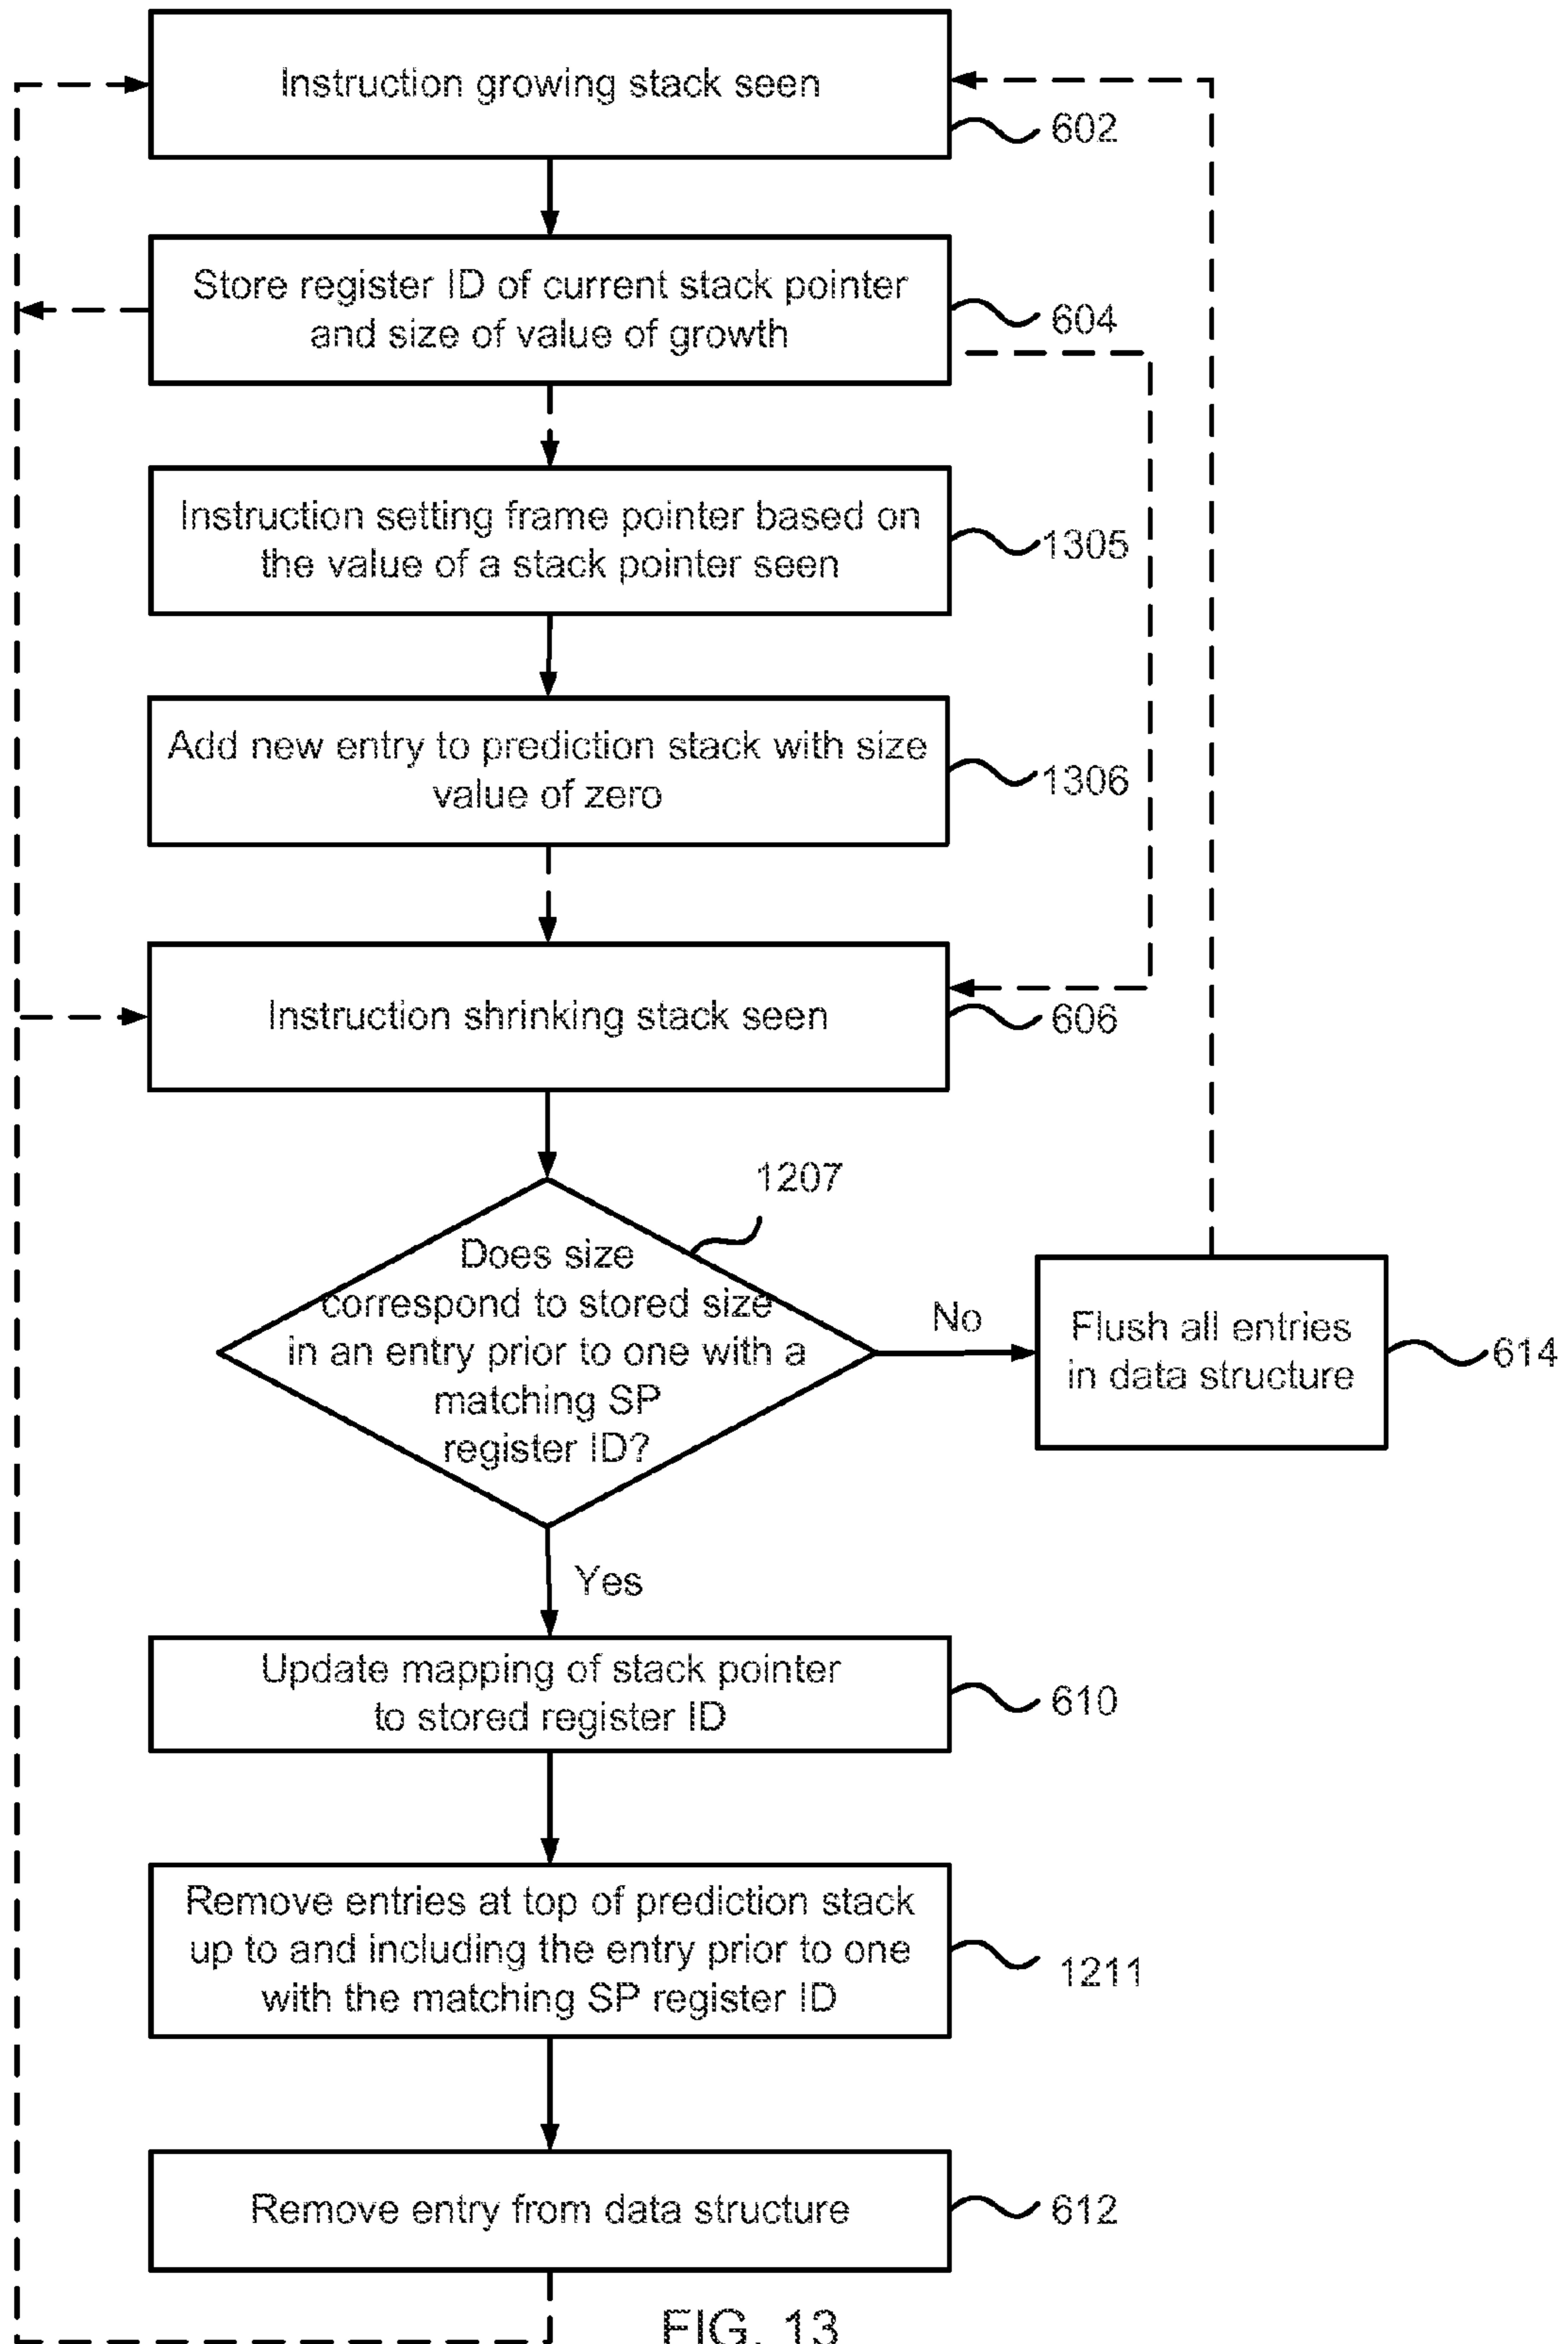 Instruction growing stack seen
602
Store register ID of current stack pointer
and size of value of growth
604
Instruction setting frame pointer based on
the value of a stack pointer seen
1305
Add new entry to prediction stack with size
value of zero
1306
Instruction shrinking stack seen
606
1207
Does size
correspond to stored size
in an entry prior to one with a
matching SP
register ID?
No
Flush all entries
in data structure
614
Yes
Update mapping of stack pointer
to stored register ID
610
Remove entries at top of prediction stack
up to and including the entry prior to one
with the matching SP register ID
1211
Remove entry from data structure
612
FIG. 13